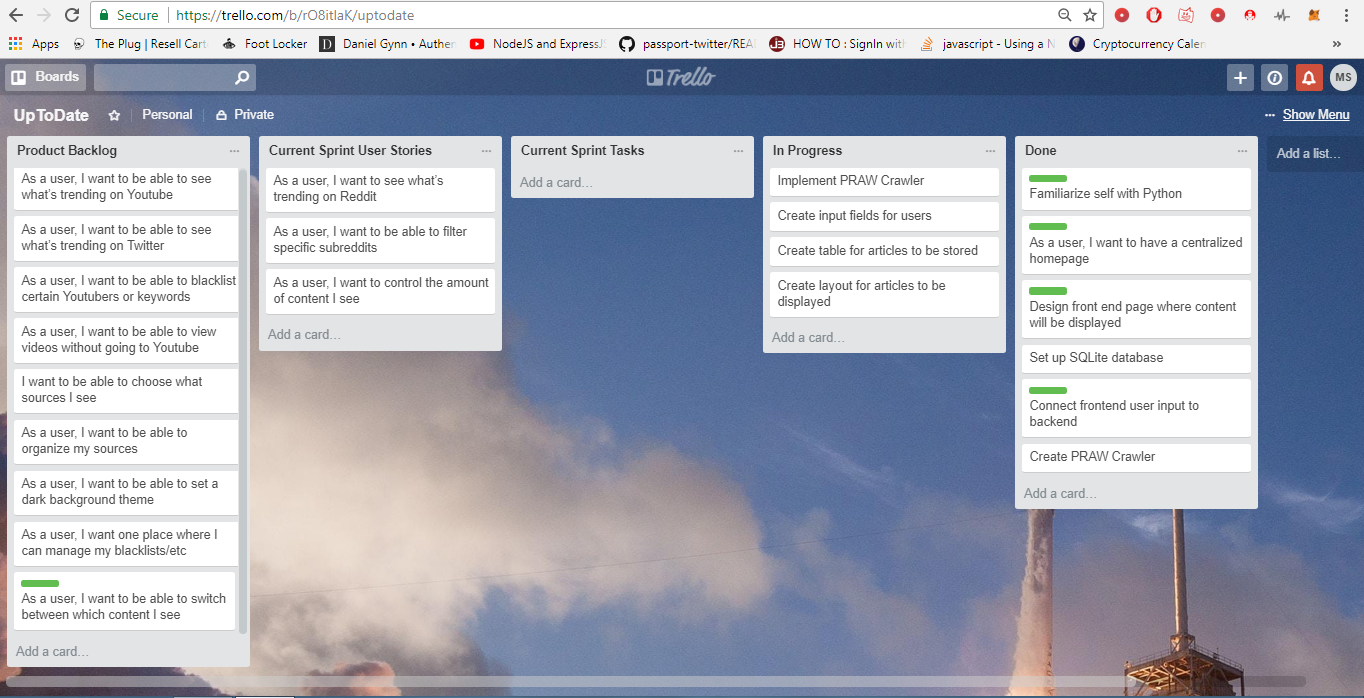 Secure
https://trello.com/b/rO8itlaK/uptodate
Apps
The Plug | Resell Cart
Foot Locker
Daniel Gynn • Auther
NodeJS and ExpressJS
passport-twitter/REA
HOW TO : SignIn with
javascript - Using a N
Cryptocurrency Calen
»
Boards
Trello
MS
UpToDate
Personal
Private
Show Menu
Product Backlog
As a user, I want to be able to see
what's trending on Youtube
As a user, I want to be able to see
what's trending on Twitter
As a user, I want to be able to blacklist
certain Youtubers or keywords
As a user, I want to be able to view
videos without going to Youtube
I want to be able to choose what
sources I see
As a user, I want to be able to
organize my sources
As a user, I want to be able to set a
dark background theme
As a user, I want one place where I
can manage my blacklists/etc
As a user, I want to be able to switch
between which content I see
Add a card...
Current Sprint User Stories
As a user, I want to see what's
trending on Reddit
As a user, I want to be able to filter
specific subreddits
As a user, I want to control the amount
of content I see
Add a card...
Current Sprint Tasks
Add a card...
In Progress
Implement PRAW Crawler
Create input fields for users
Create table for articles to be stored
Create layout for articles to be
displayed
Add a card...
Done
Familiarize self with Python
As a user, I want to have a centralized
homepage
Design front end page where content
will be displayed
Set up SQLite database
Connect frontend user input to
backend
Create PRAW Crawler
Add a card...
Add a list...